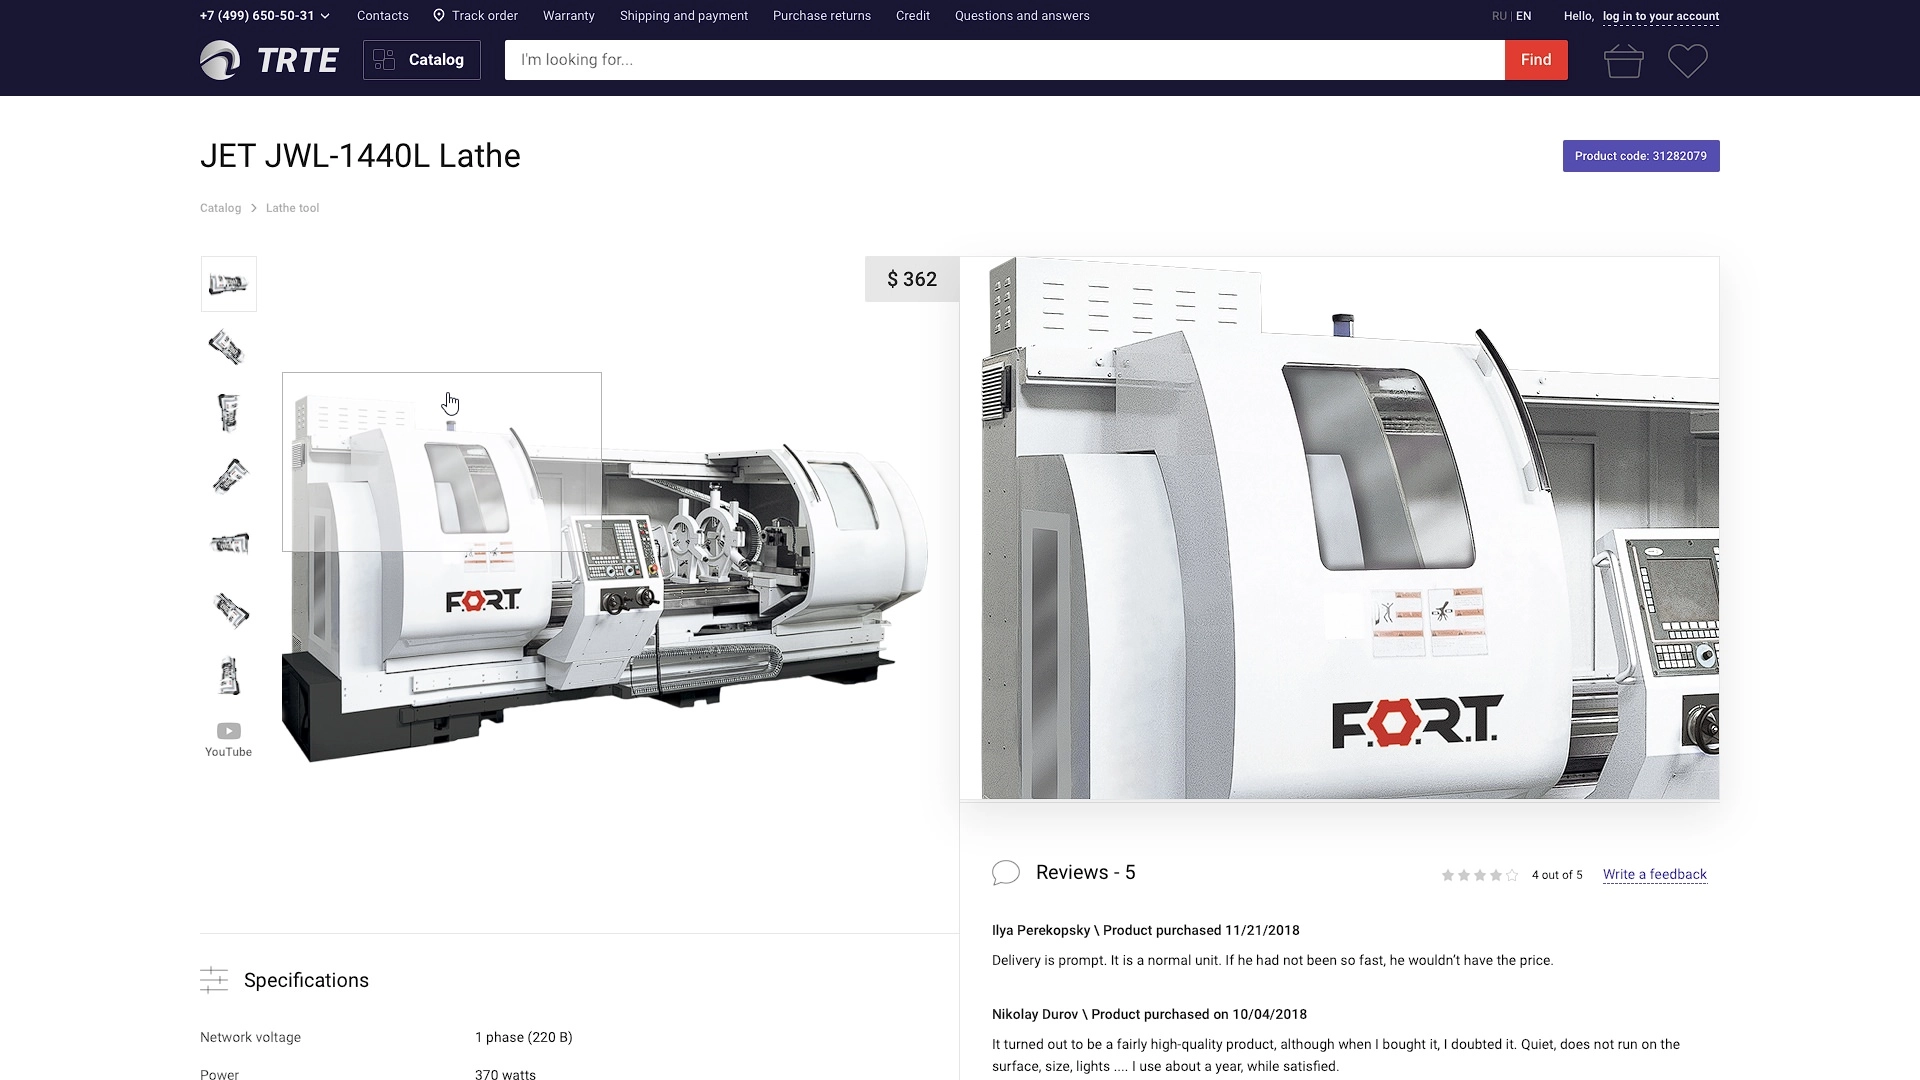 +7 (499) 650-50-31
Contacts
Track order
Warranty
Shipping and payment
Purchase returns
Credit
Questions and answers
RU | EN
Hello, log in to your account
TRTE
Catalog
I'm looking for...
Find
JET JWL-1440L Lathe
Product code: 31282079
Catalog > Lathe tool
$ 362
F.O.R.T.
F.O.R.T.
YouTube
Reviews - 5
4 out of 5
Write a feedback
Ilya Perekopsky \ Product purchased 11/21/2018
Delivery is prompt. It is a normal unit. If he had not been so fast, he wouldn’t have the price.
Nikolay Durov \ Product purchased on 10/04/2018
It turned out to be a fairly high-quality product, although when I bought it, I doubted it. Quiet, does not run on the
surface, size, lights .... I use about a year, while satisfied.
Specifications
Network voltage
1 phase (220 B)
Power
370 watts